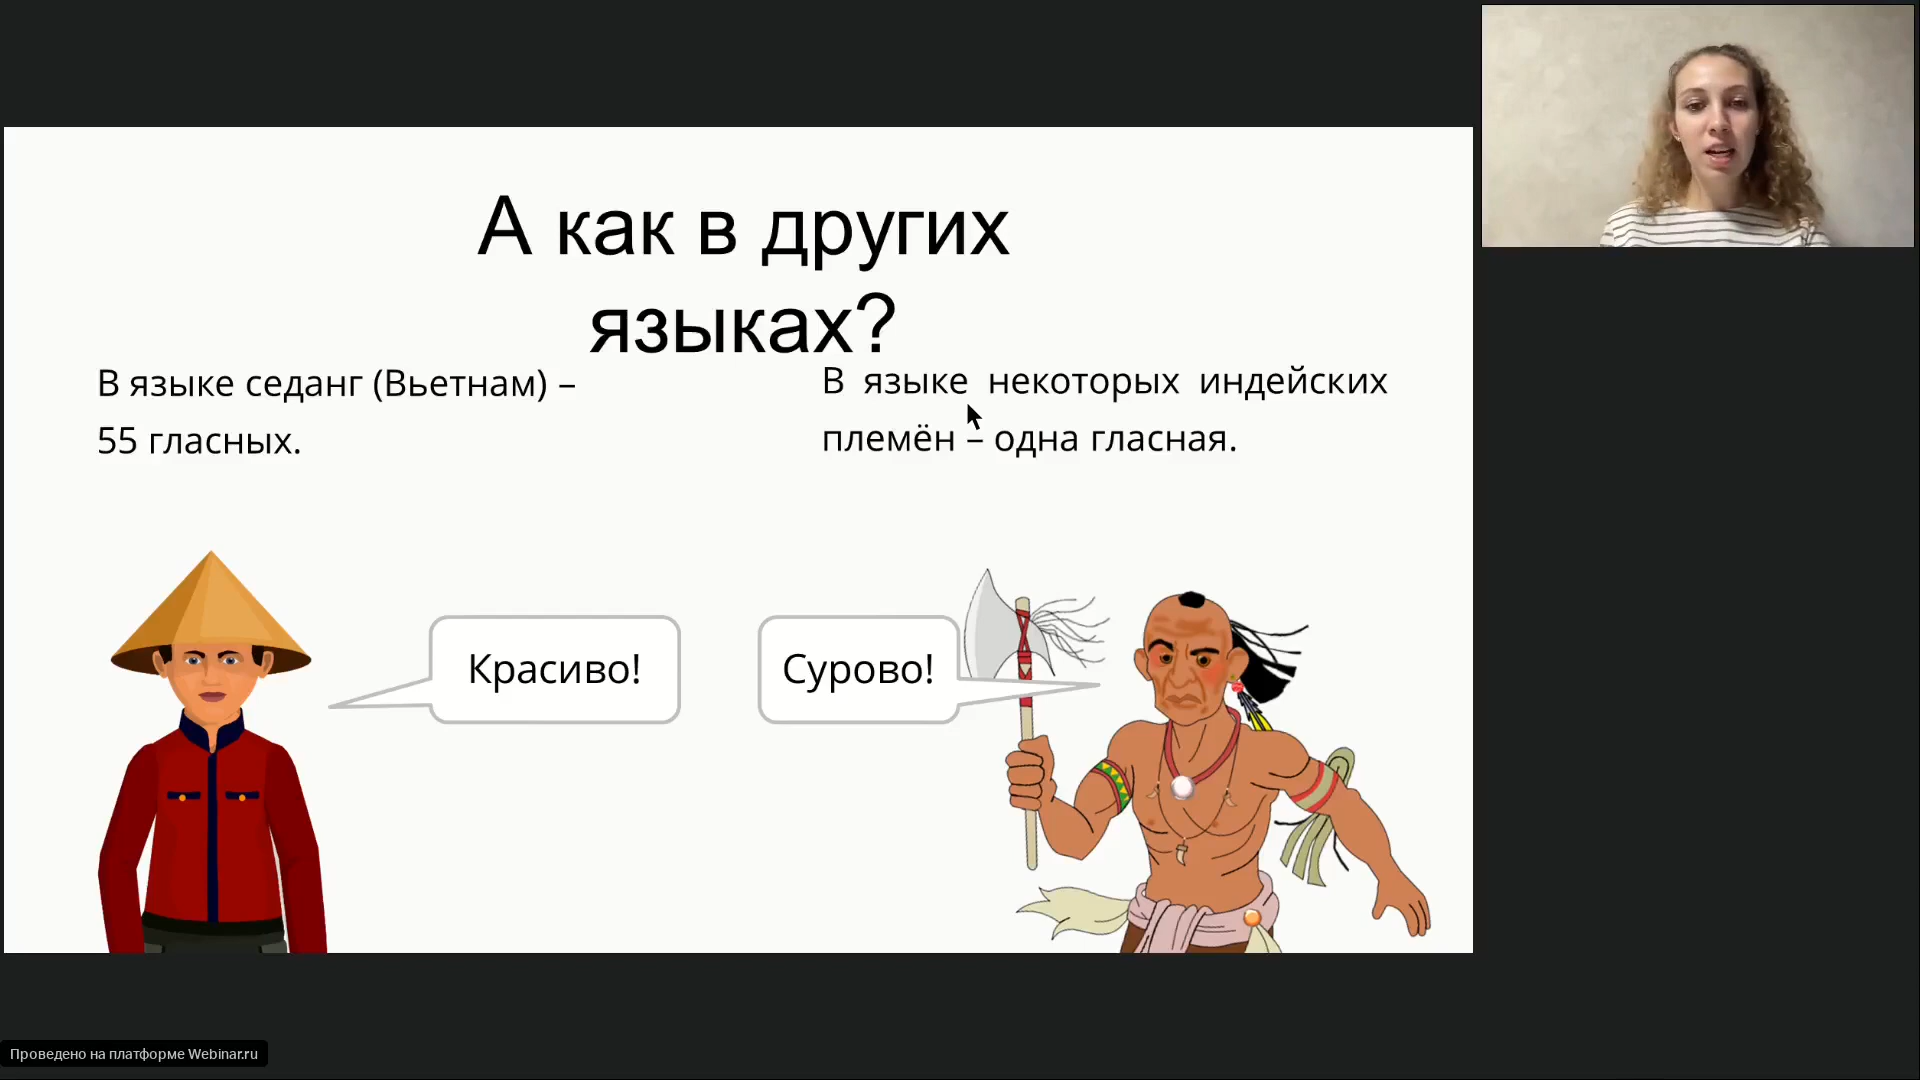 А как в других
языках?
В языке седанг (Вьетнам) –
55 гласных.
В языке некоторых индейских
племён – одна гласная.
Красиво!
Сурово!
Проведено на платформе Webinar.ru